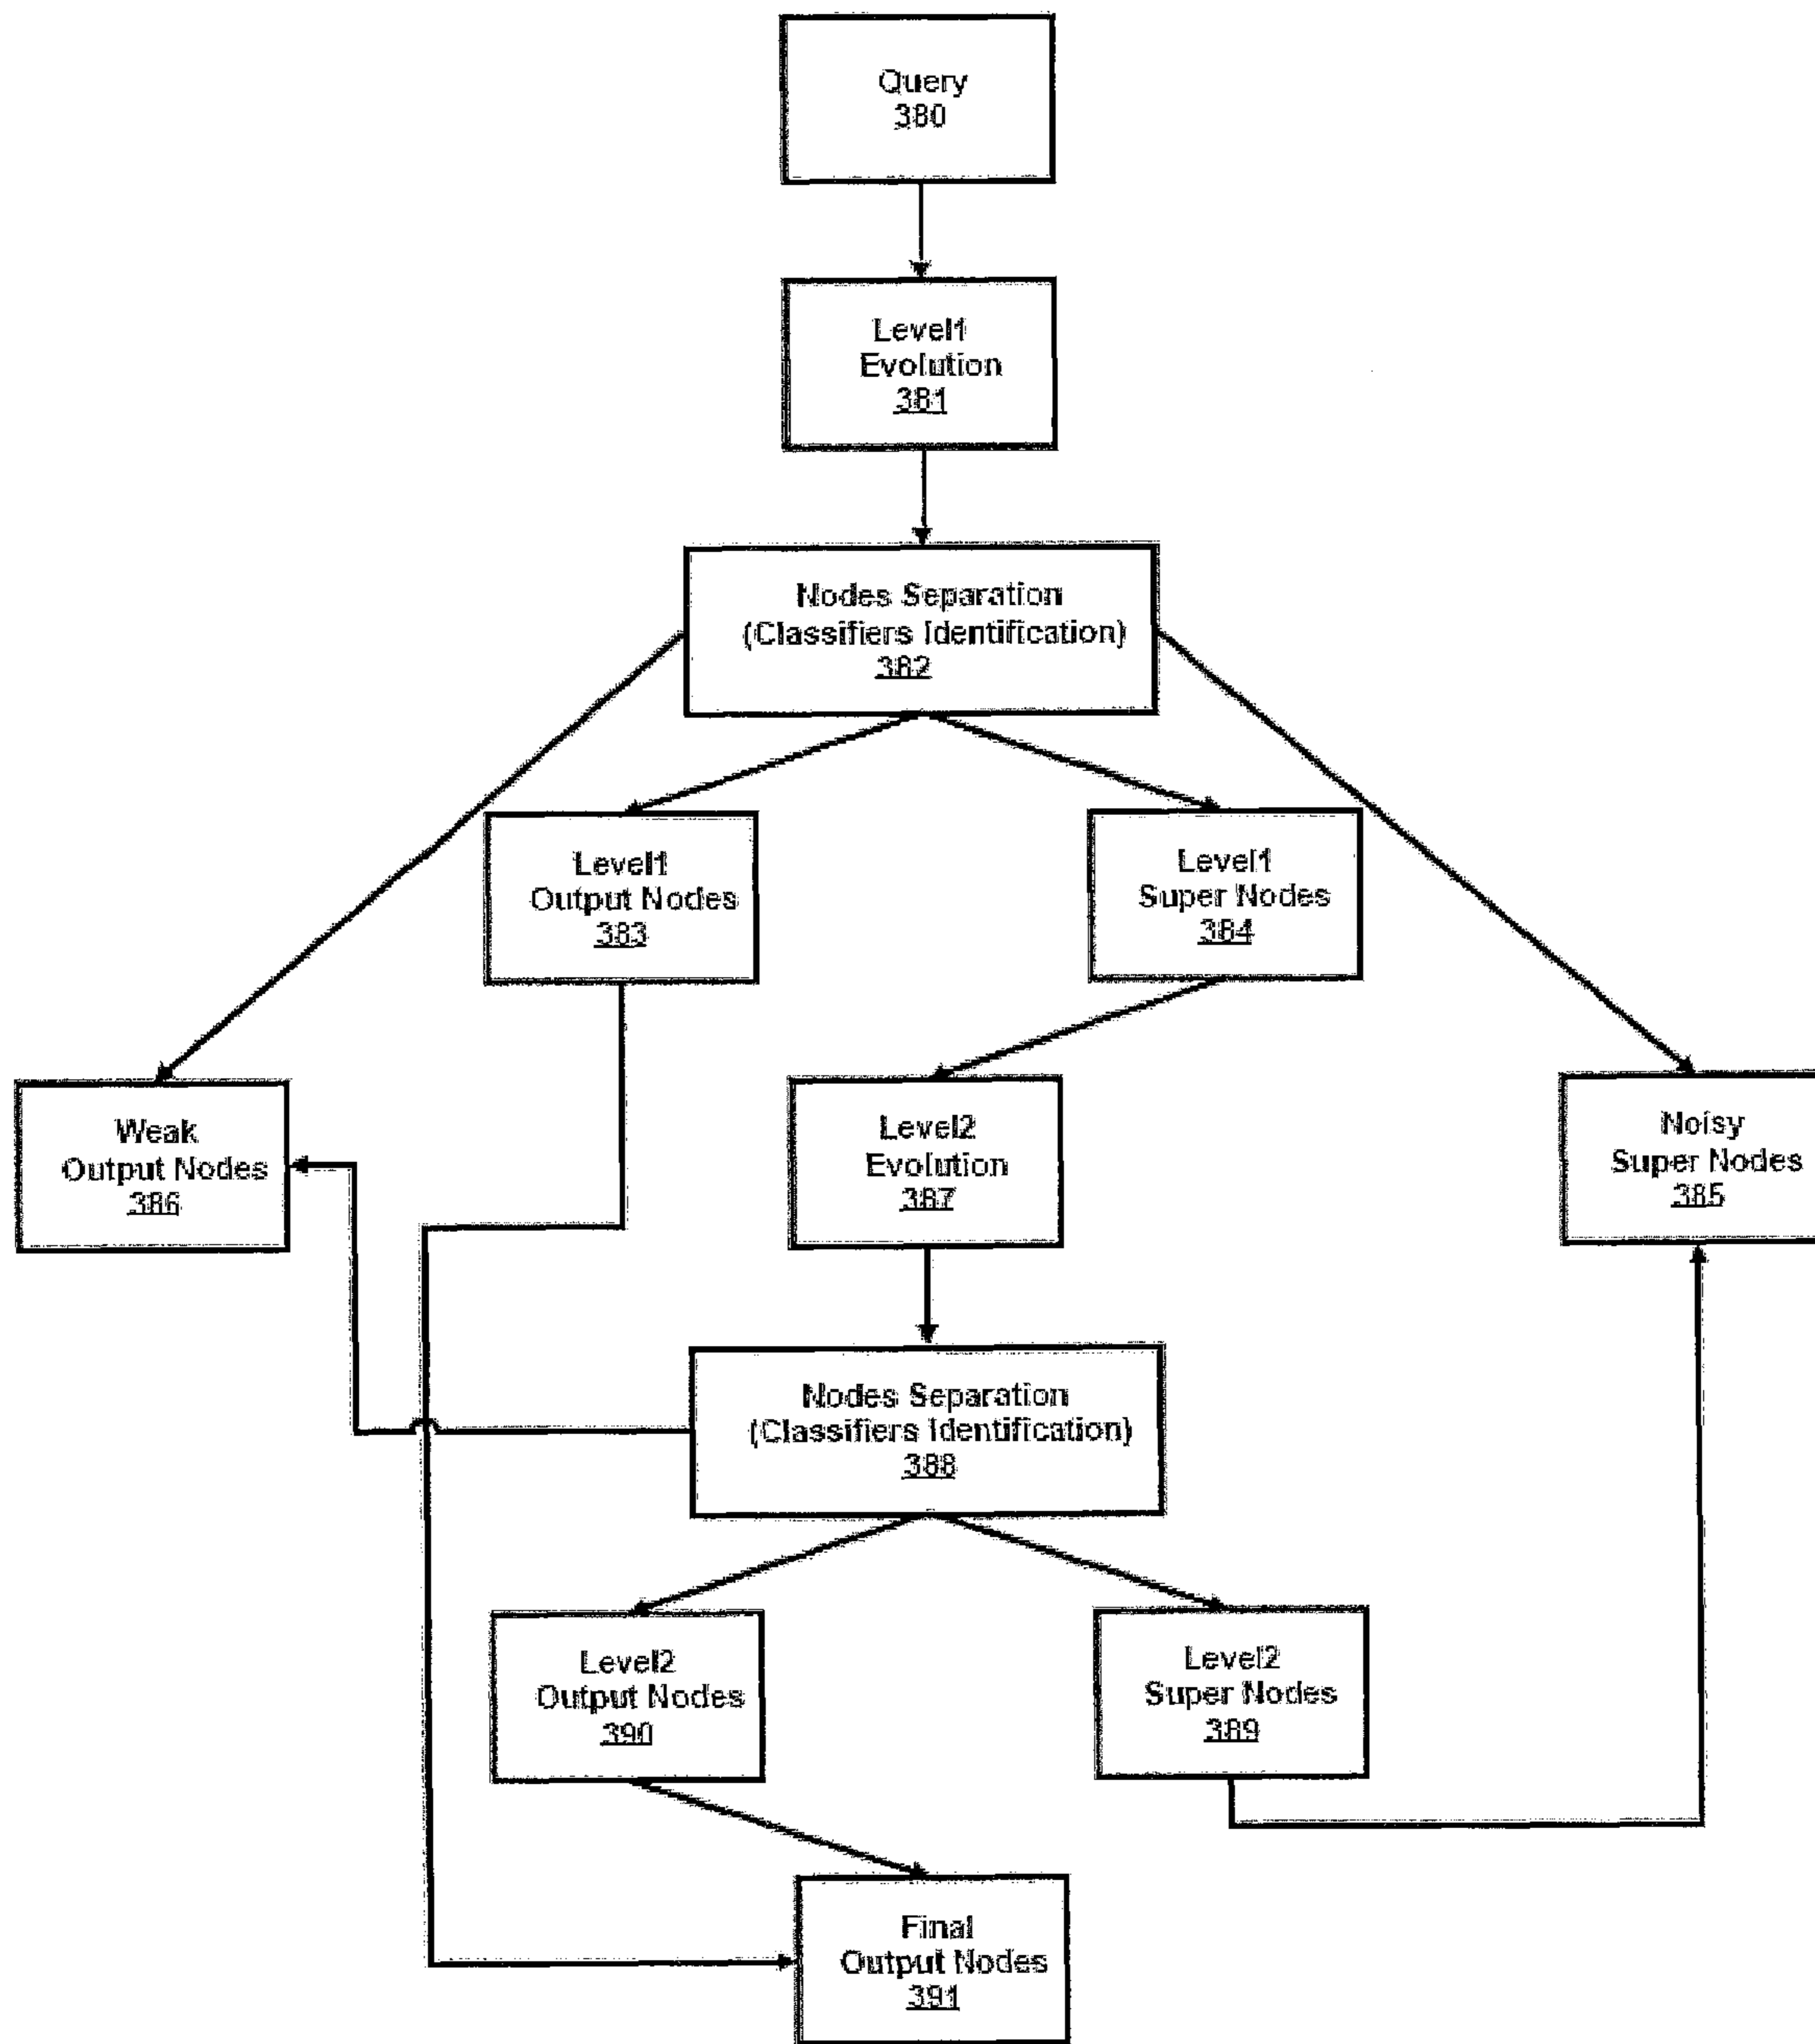 Query
380
Level1
Evolution
381
Nodes Separation
(Classifiers Identification)
382
Level1
Output Nodes
383
Level1
Super Nodes
384
Weak
Output Nodes
386
Level2
Evolution
387
Noisy
Super Nodes
385
Nodes Separation
(Classifiers Identification)
388
Level2
Output Nodes
390
Level2
Super Nodes
389
Final
Output Nodes
391